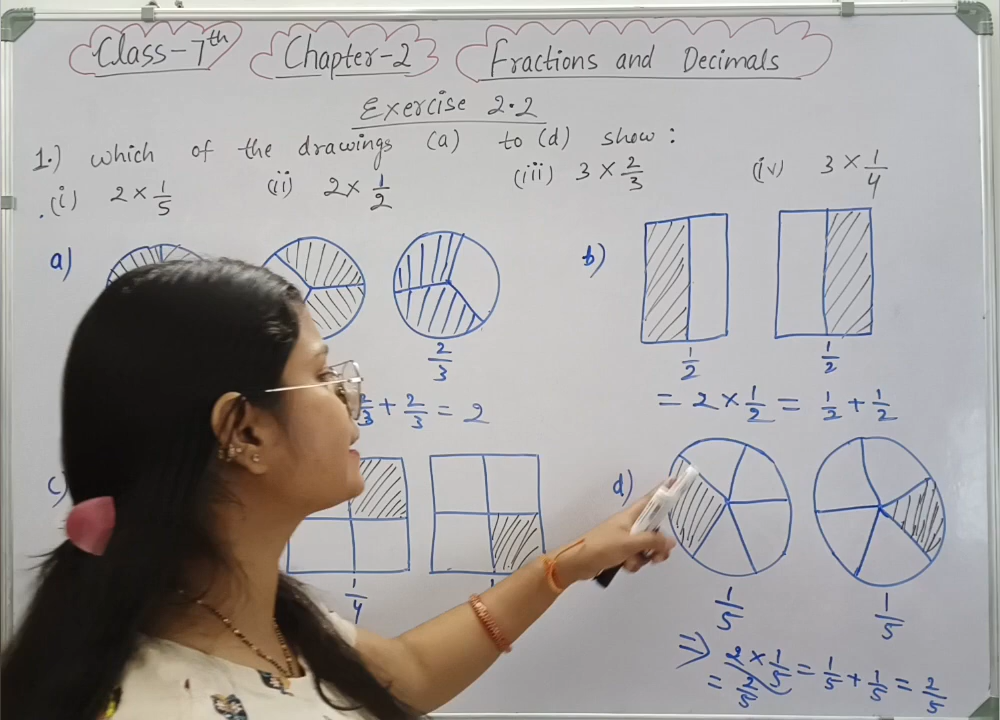 Class-7th Chapter-2 Fractions and Decimals
Exercise 2.2
1.) which of the drawings (a) to (d) show:
(i) 2 × 1/5 (ii) 2 × 1/2 (iii) 3 × 2/3 (iv) 3 × 1/4
a) b)
2/3 1/2 1/2
2/3 + 2/3 = 2 = 2 × 1/2 = 1/2 + 1/2
c) d)
1/4 1/5 1/5
=> 2 × 1/5 = 1/5 + 1/5 = 2/5
= 2/5